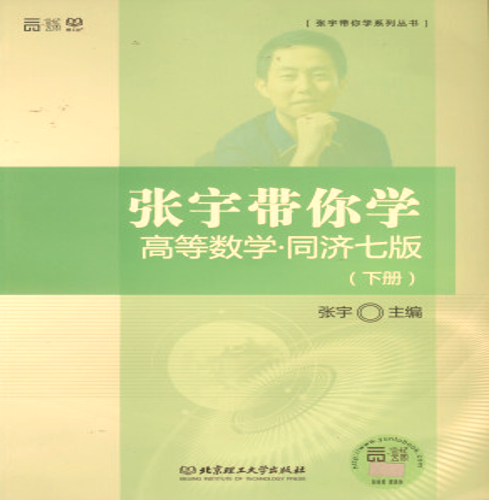 [ 张宇带你学系列丛书 ]
张宇带你学
高等数学·同济七版
(下册)
张宇 主编
北京理工大学出版社